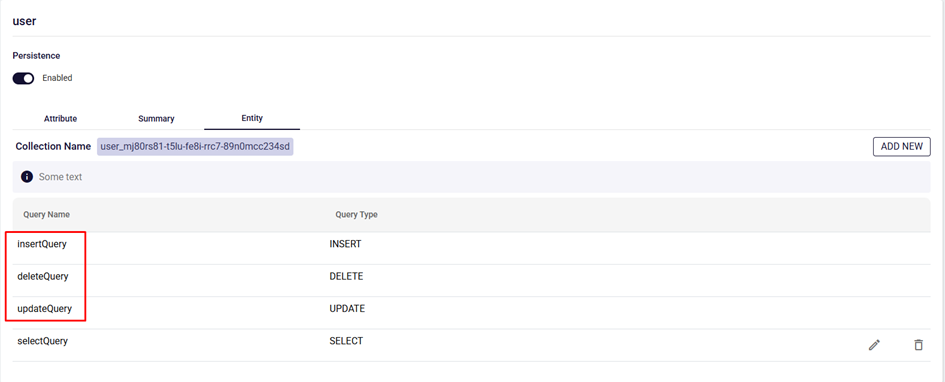 user
Persistence
Enabled
Attribute Summary Entity
Collection Name user_mj80rs81-t5lu-fe8i-rrc7-89n0mcc234sd ADD NEW
Some text
Query Name Query Type
insertQuery INSERT
deleteQuery DELETE
updateQuery UPDATE
selectQuery SELECT